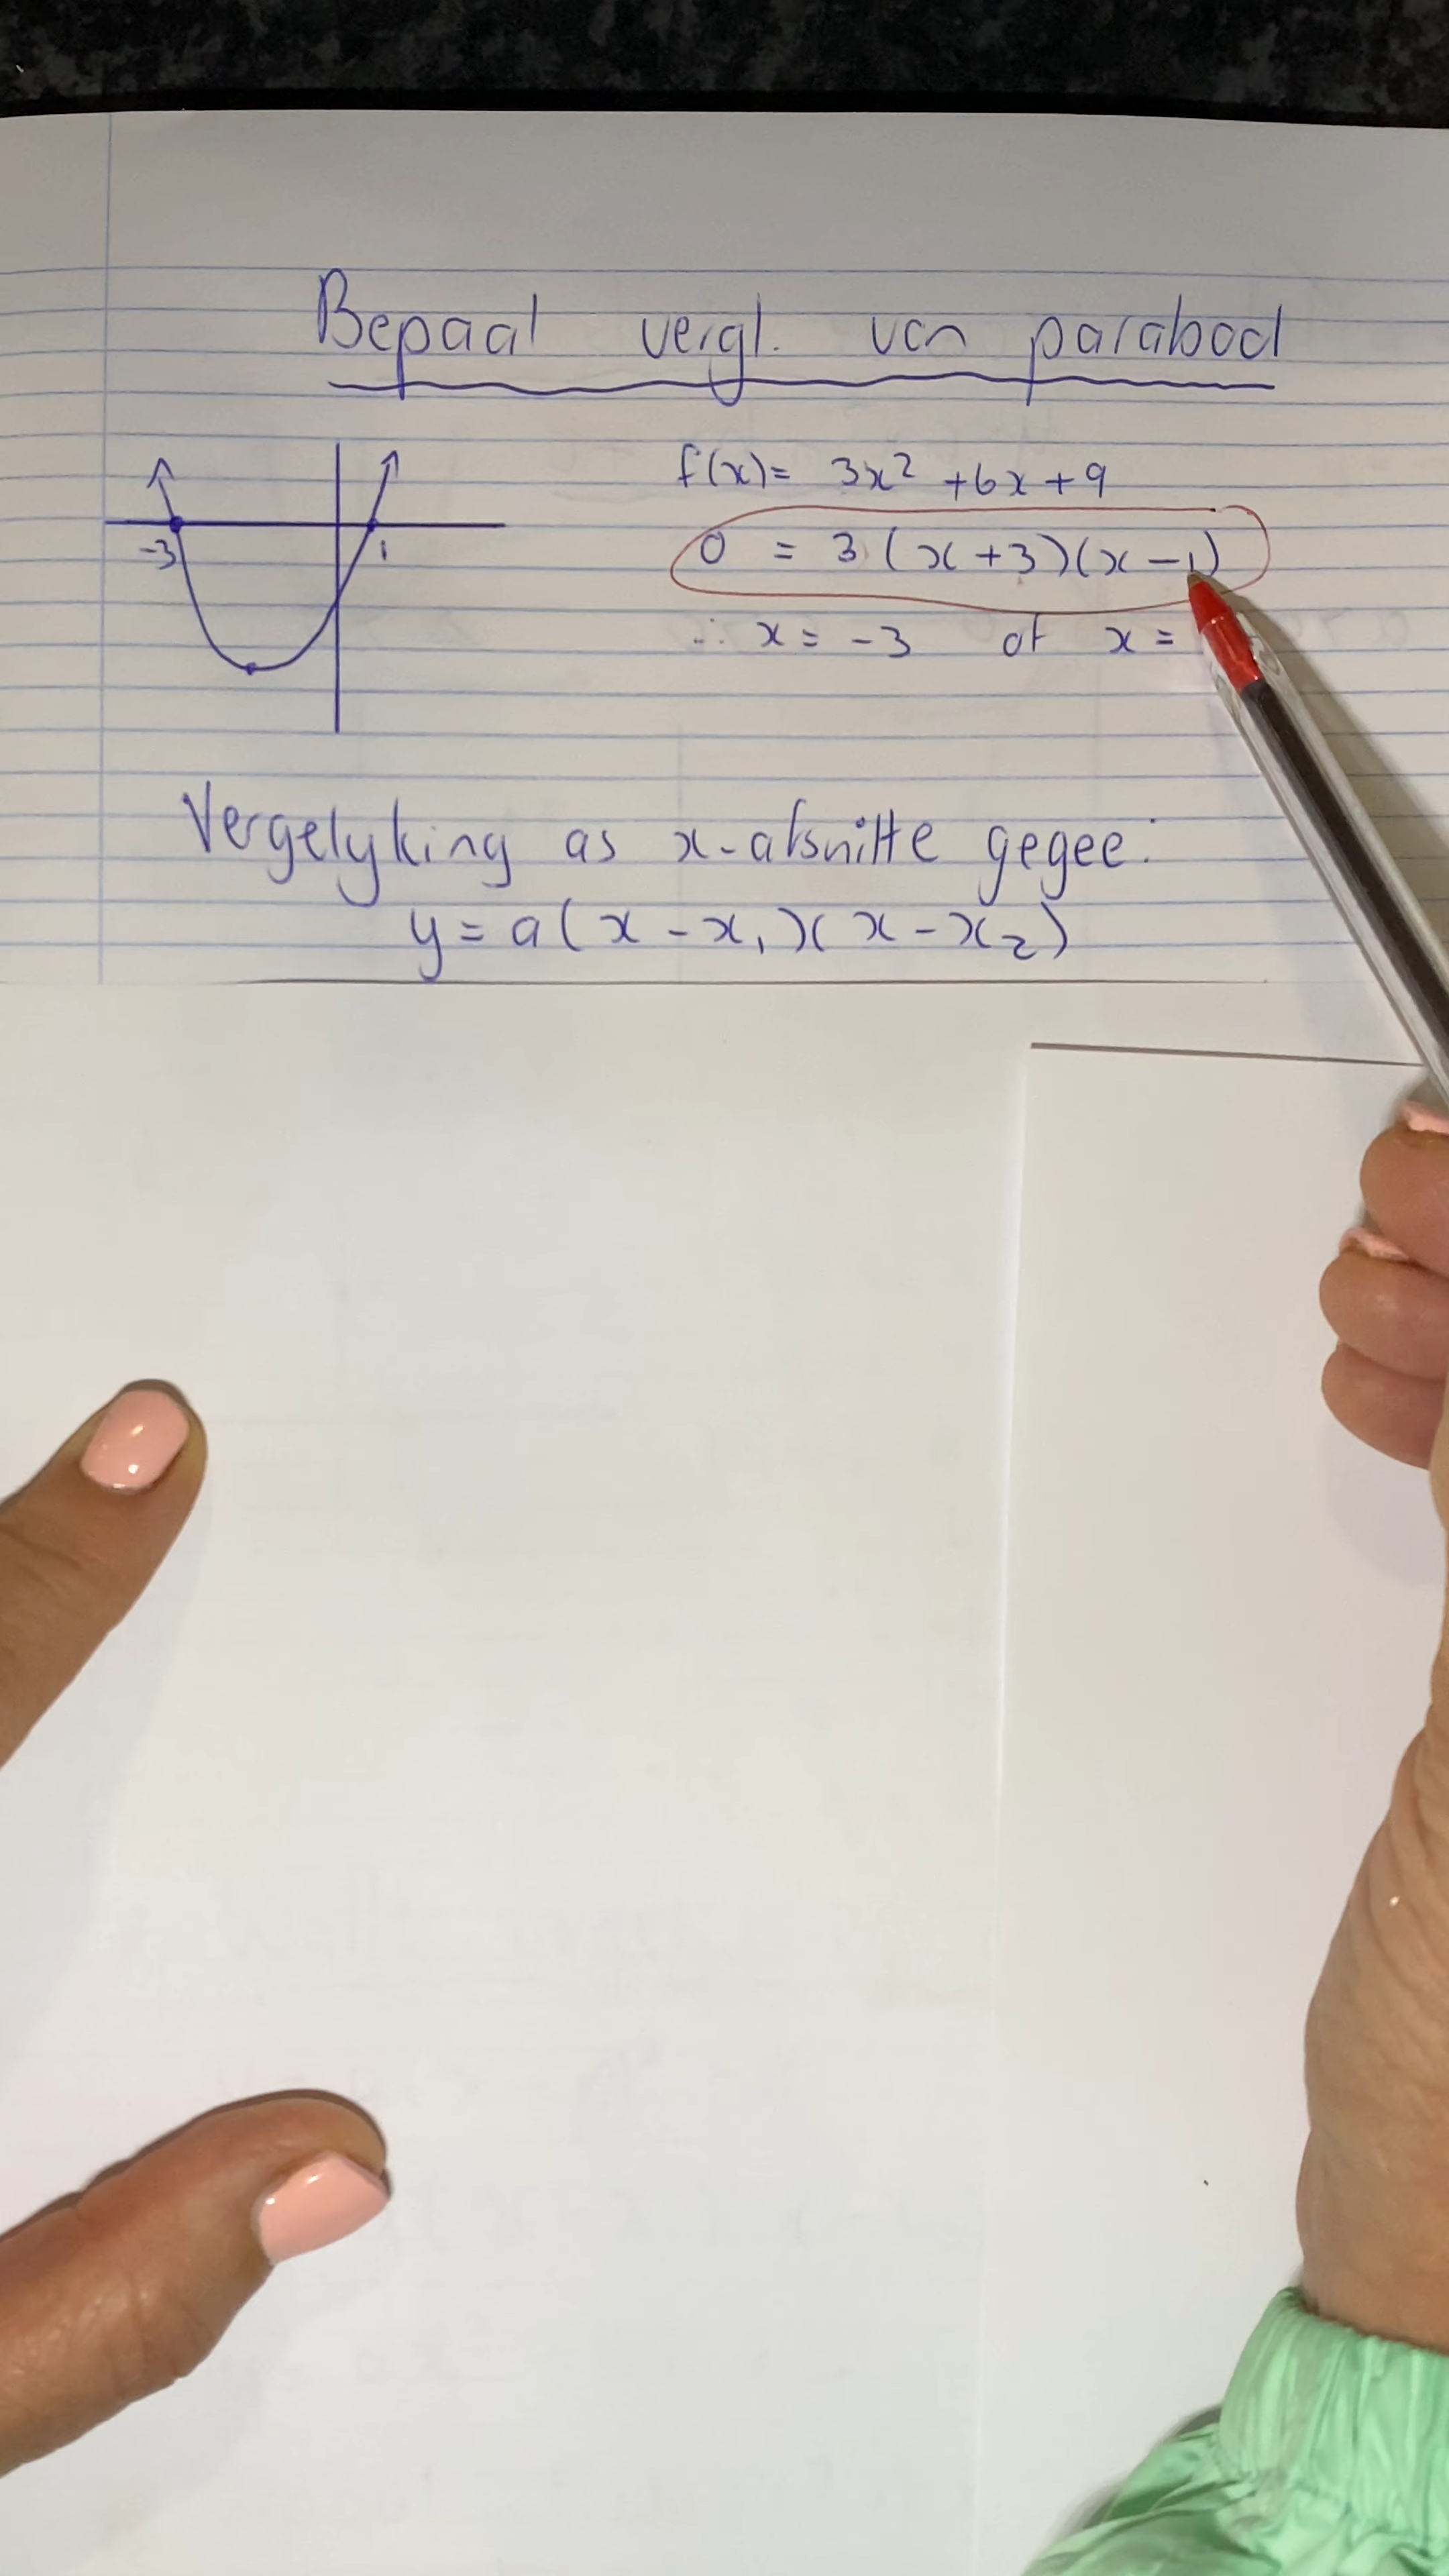 Bepaal vergl. van parabool
f(x)= 3x² +6x+9
0 = 3(x+3)(x-1)
-3 1
∴ x = -3 of x =
Vergelyking as x-afsnitte gegee:
y = a(x - x₁)(x - x₂)